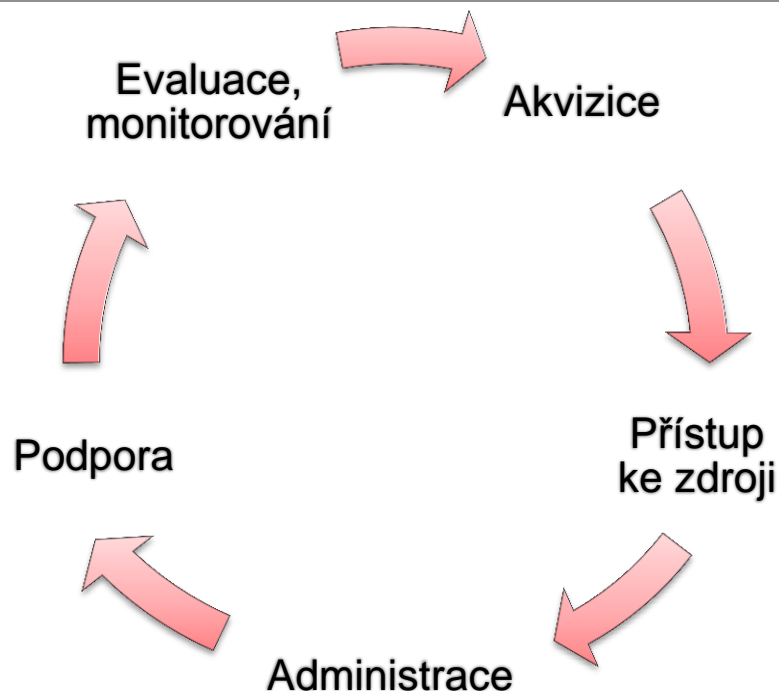 Evaluace,
monitorování
Akvizice
Přístup
ke zdroji
Administrace
Podpora